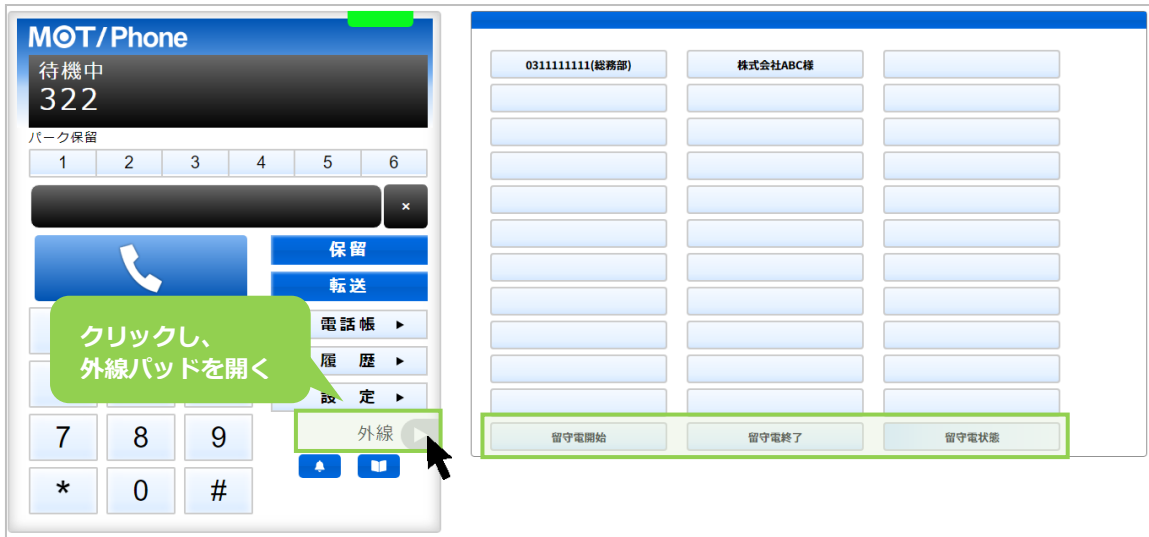 MOT/Phone
待機中
322
パーク保留
1 2 3 4 5 6
×
保留
転送
電話帳 ▶
履 歴 ▶
設 定 ▶
外線
クリックし、
外線パッドを開く
7 8 9
* 0 #
0311111111(総務部) 株式会社ABC様
留守電開始 留守電終了 留守電状態